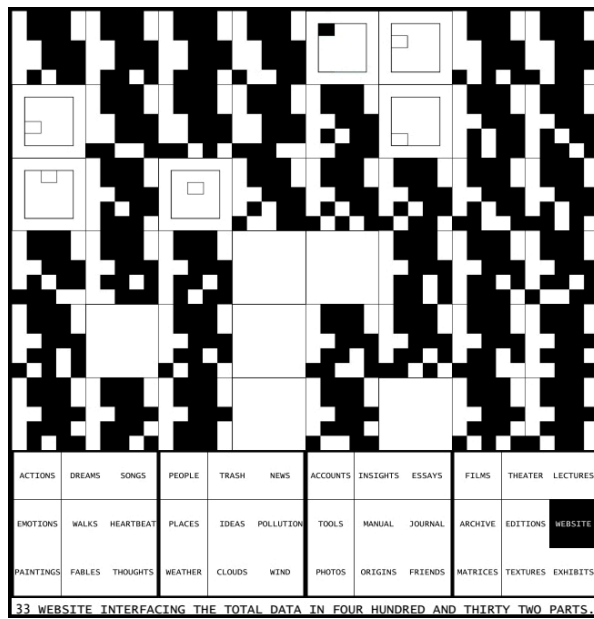 ACTIONS DREAMS SONGS PEOPLE TRASH NEWS ACCOUNTS INSIGHTS ESSAYS FILMS THEATER LECTURES
EMOTIONS WALKS HEARTBEAT PLACES IDEAS POLLUTION TOOLS MANUAL JOURNAL ARCHIVE EDITIONS WEBSITE
PAINTINGS FABLES THOUGHTS WEATHER CLOUDS WIND PHOTOS ORIGINS FRIENDS MATRICES TEXTURES EXHIBITS
33 WEBSITE INTERFACING THE TOTAL DATA IN FOUR HUNDRED AND THIRTY TWO PARTS.